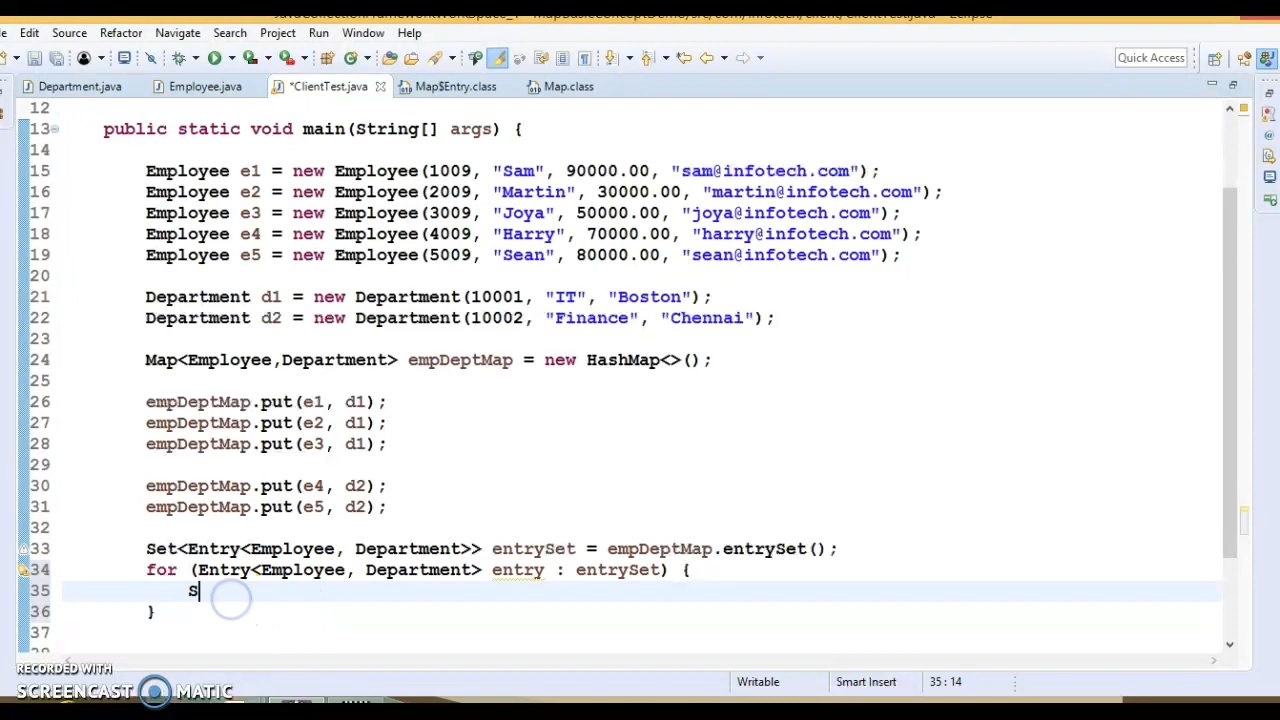 Edit Source Refactor Navigate Search Project Run Window Help
Quick Access
Department.java Employee.java *ClientTest.java Map$Entry.class Map.class
12
13 public static void main(String[] args) {
14
15 Employee e1 = new Employee(1009, "Sam", 90000.00, "sam@infotech.com");
16 Employee e2 = new Employee(2009, "Martin", 30000.00, "martin@infotech.com");
17 Employee e3 = new Employee(3009, "Joya", 50000.00, "joya@infotech.com");
18 Employee e4 = new Employee(4009, "Harry", 70000.00, "harry@infotech.com");
19 Employee e5 = new Employee(5009, "Sean", 80000.00, "sean@infotech.com");
20
21 Department d1 = new Department(10001, "IT", "Boston");
22 Department d2 = new Department(10002, "Finance", "Chennai");
23
24 Map<Employee,Department> empDeptMap = new HashMap<>();
25
26 empDeptMap.put(e1, d1);
27 empDeptMap.put(e2, d1);
28 empDeptMap.put(e3, d1);
29
30 empDeptMap.put(e4, d2);
31 empDeptMap.put(e5, d2);
32
33 Set<Entry<Employee, Department>> entrySet = empDeptMap.entrySet();
34 for (Entry<Employee, Department> entry : entrySet) {
35 S
36 }
37
RECORDED WITH
SCREENCAST MATIC
Writable Smart Insert 35 : 14